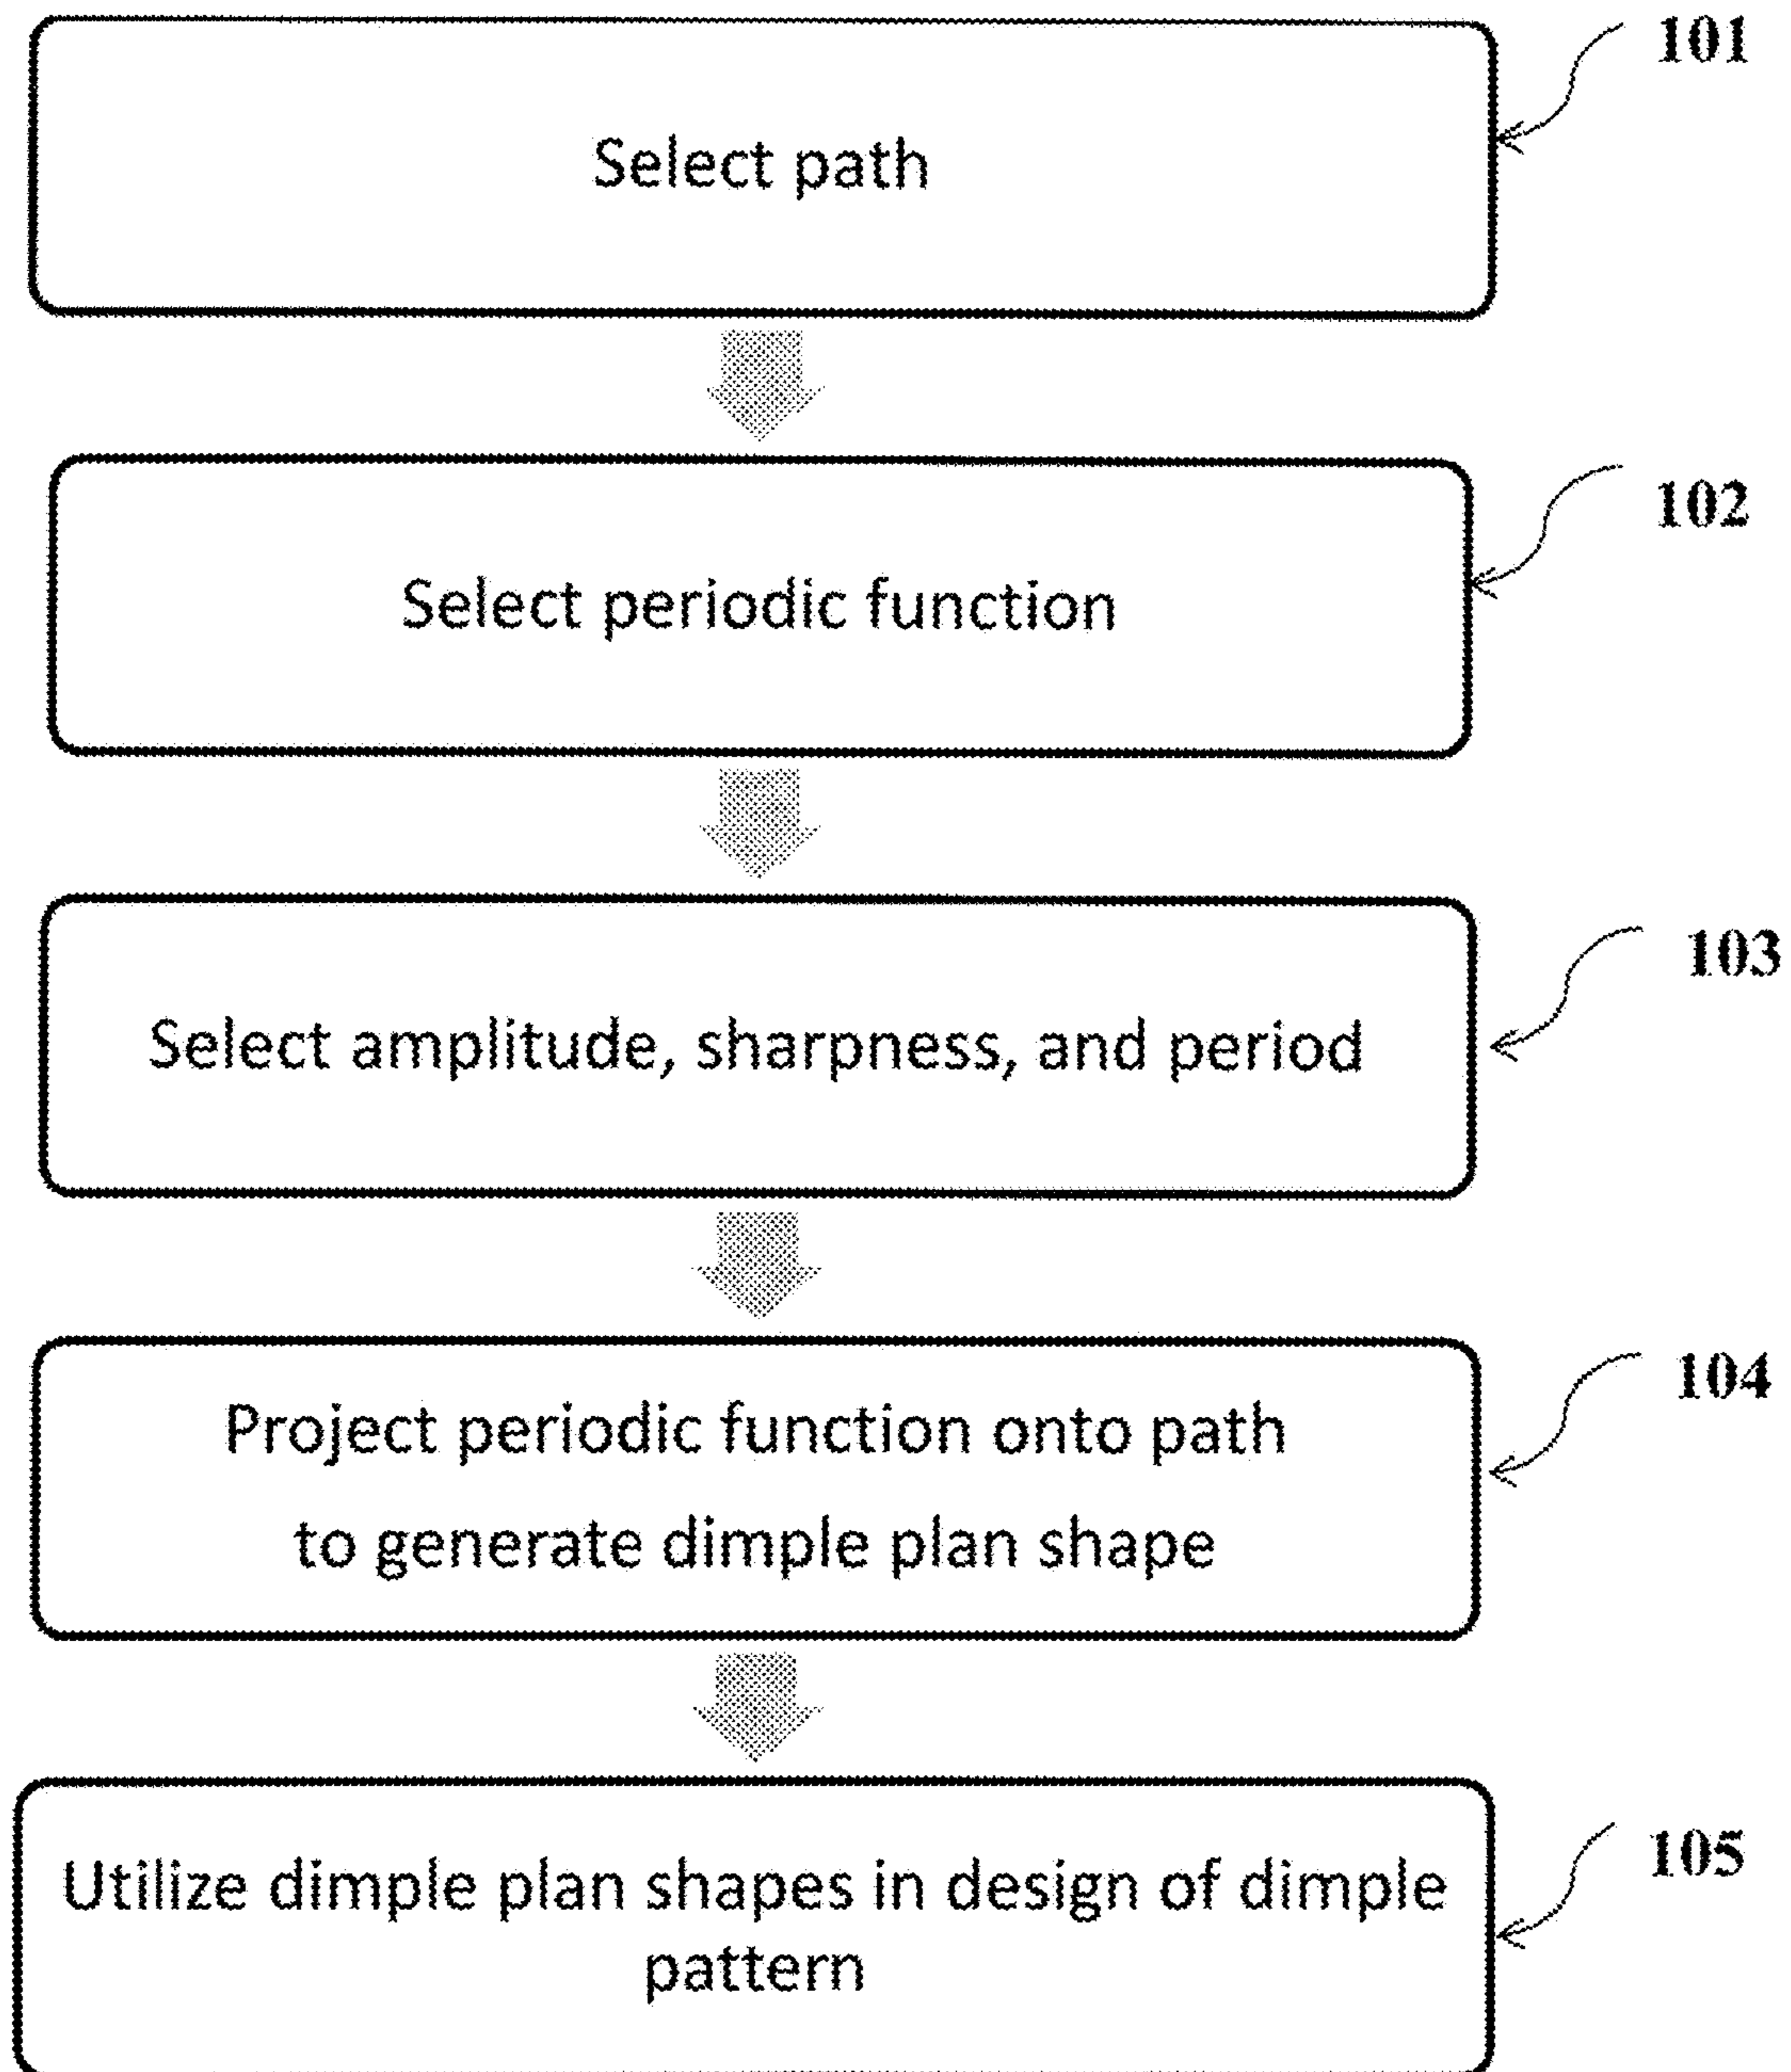 101
Select path
102
Select periodic function
103
Select amplitude, sharpness, and period
104
Project periodic function onto path
to generate dimple plan shape
105
Utilize dimple plan shapes in design of dimple
pattern